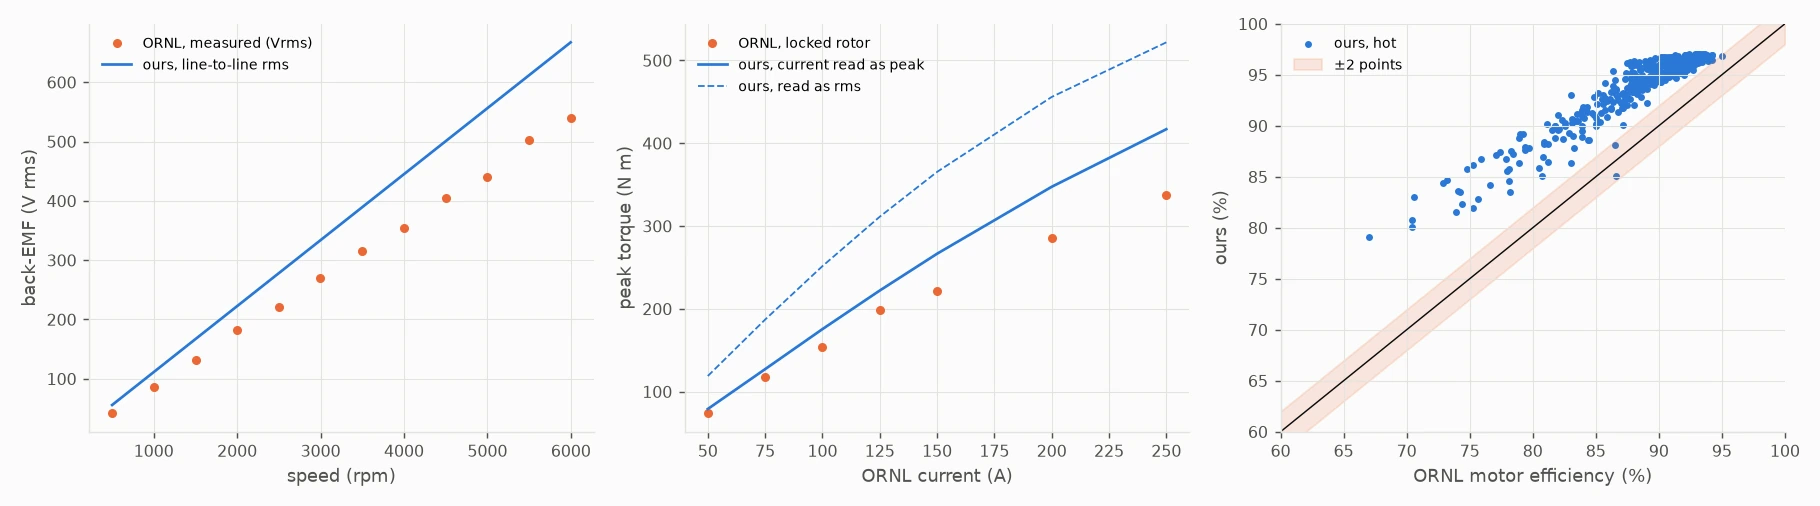 ORNL, measured (Vrms)
ours, line-to-line rms
back-EMF (V rms)
600
500
400
300
200
100
1000 2000 3000 4000 5000 6000
speed (rpm)
ORNL, locked rotor
ours, current read as peak
ours, read as rms
peak torque (N m)
500
400
300
200
100
50 75 100 125 150 175 200 225 250
ORNL current (A)
ours, hot
±2 points
ours (%)
100
95
90
85
80
75
70
65
60
60 65 70 75 80 85 90 95 100
ORNL motor efficiency (%)